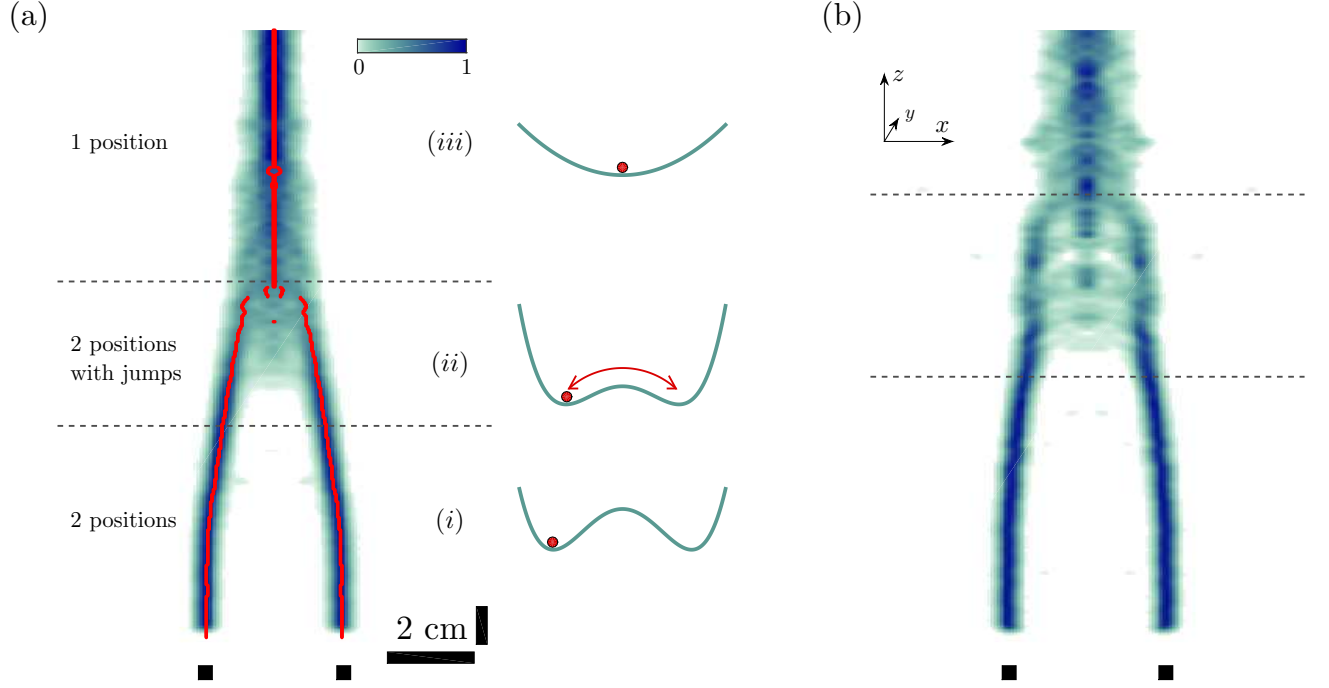 (a)
(b)
0 1
z
y
x
1 position
(iii)
2 positions
with jumps
(ii)
2 positions
(i)
2 cm